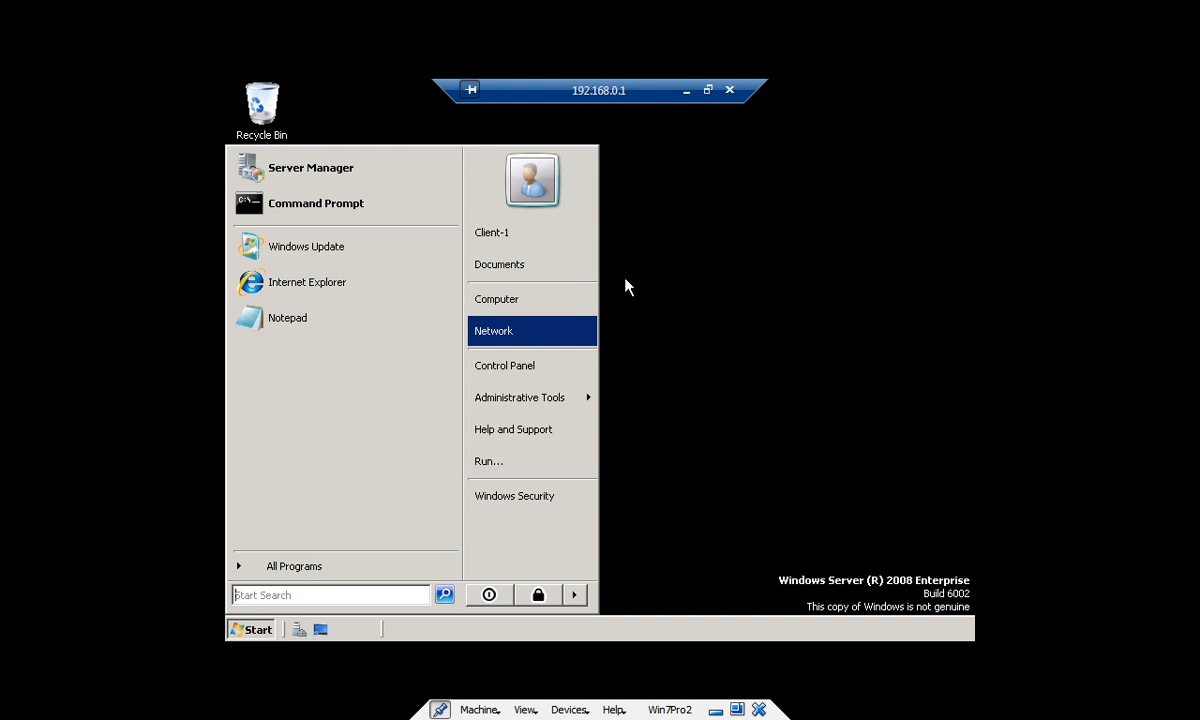 192.168.0.1
Recycle Bin
Server Manager
Command Prompt
Windows Update
Internet Explorer
Notepad
All Programs
Start Search
Client-1
Documents
Computer
Network
Control Panel
Administrative Tools
Help and Support
Run...
Windows Security
Windows Server (R) 2008 Enterprise
Build 6002
This copy of Windows is not genuine
Start
Machine View Devices Help Win7Pro2